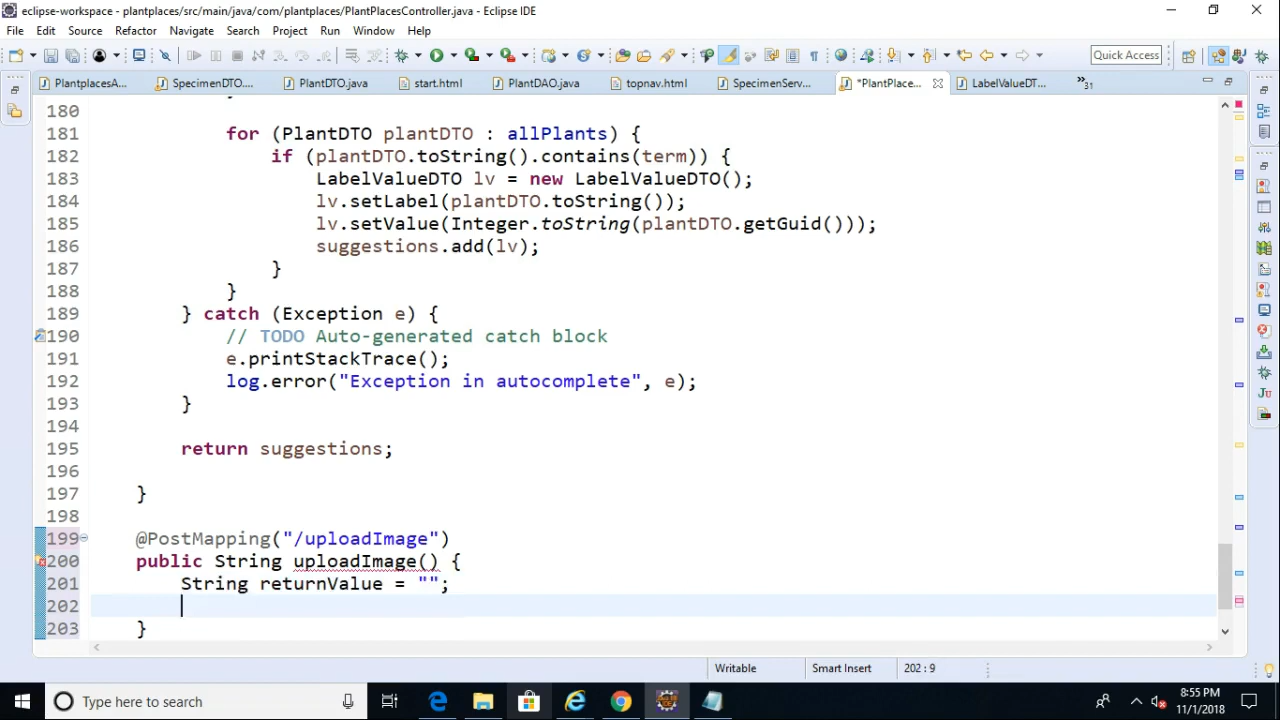 eclipse-workspace - plantplaces/src/main/java/com/plantplaces/PlantPlacesController.java - Eclipse IDE
File Edit Source Refactor Navigate Search Project Run Window Help
Quick Access
PlantplacesA... SpecimenDTO.... PlantDTO.java start.html PlantDAO.java topnav.html SpecimenServ... *PlantPlace... LabelValueDT... »31
180
181 for (PlantDTO plantDTO : allPlants) {
182 if (plantDTO.toString().contains(term)) {
183 LabelValueDTO lv = new LabelValueDTO();
184 lv.setLabel(plantDTO.toString());
185 lv.setValue(Integer.toString(plantDTO.getGuid()));
186 suggestions.add(lv);
187 }
188 }
189 } catch (Exception e) {
190 // TODO Auto-generated catch block
191 e.printStackTrace();
192 log.error("Exception in autocomplete", e);
193 }
194
195 return suggestions;
196
197 }
198
199 @PostMapping("/uploadImage")
200 public String uploadImage() {
201 String returnValue = "";
202
203 }
Writable Smart Insert 202 : 9
Type here to search
8:55 PM
11/1/2018